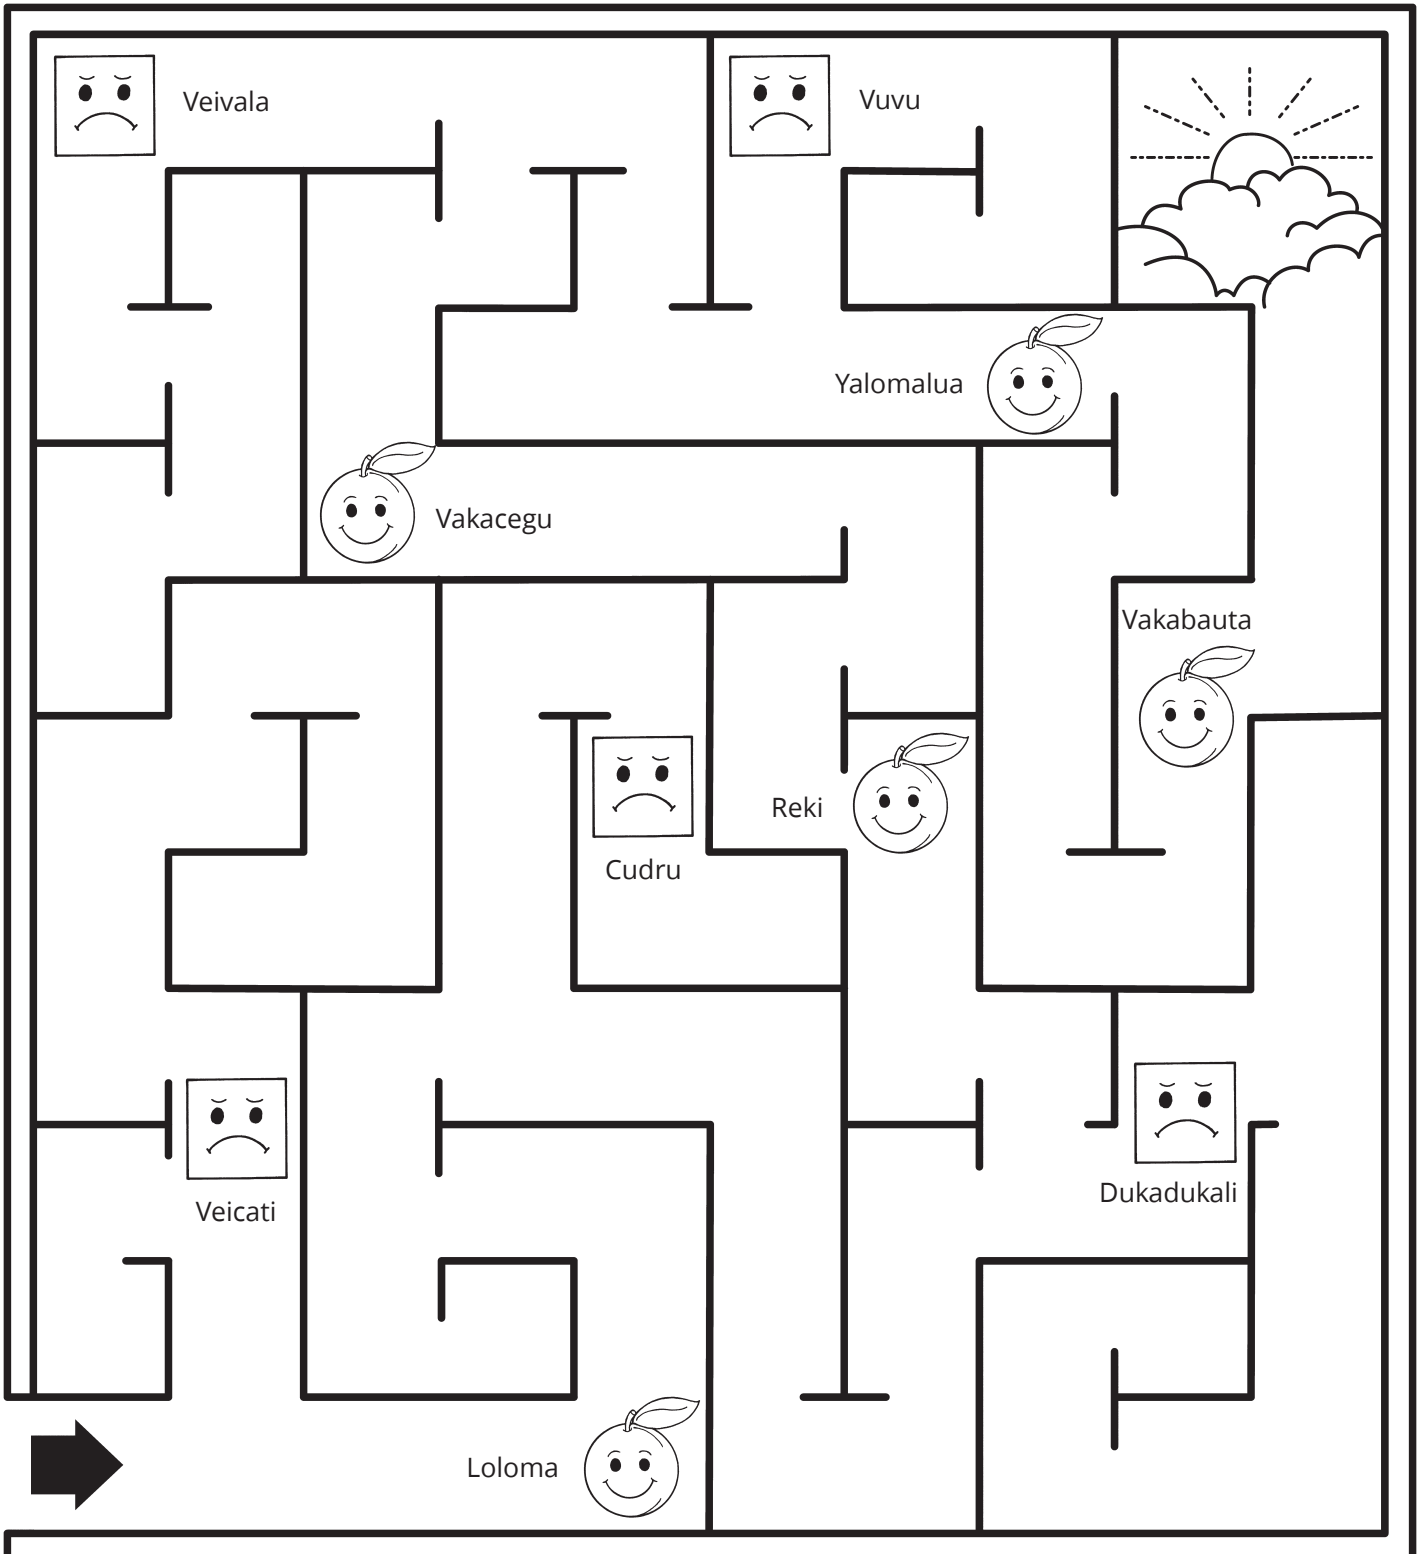 Veivala
Vuvu
Yalomalua
Vakacegu
Vakabauta
Reki
Cudru
Dukadukali
Veicati
Loloma